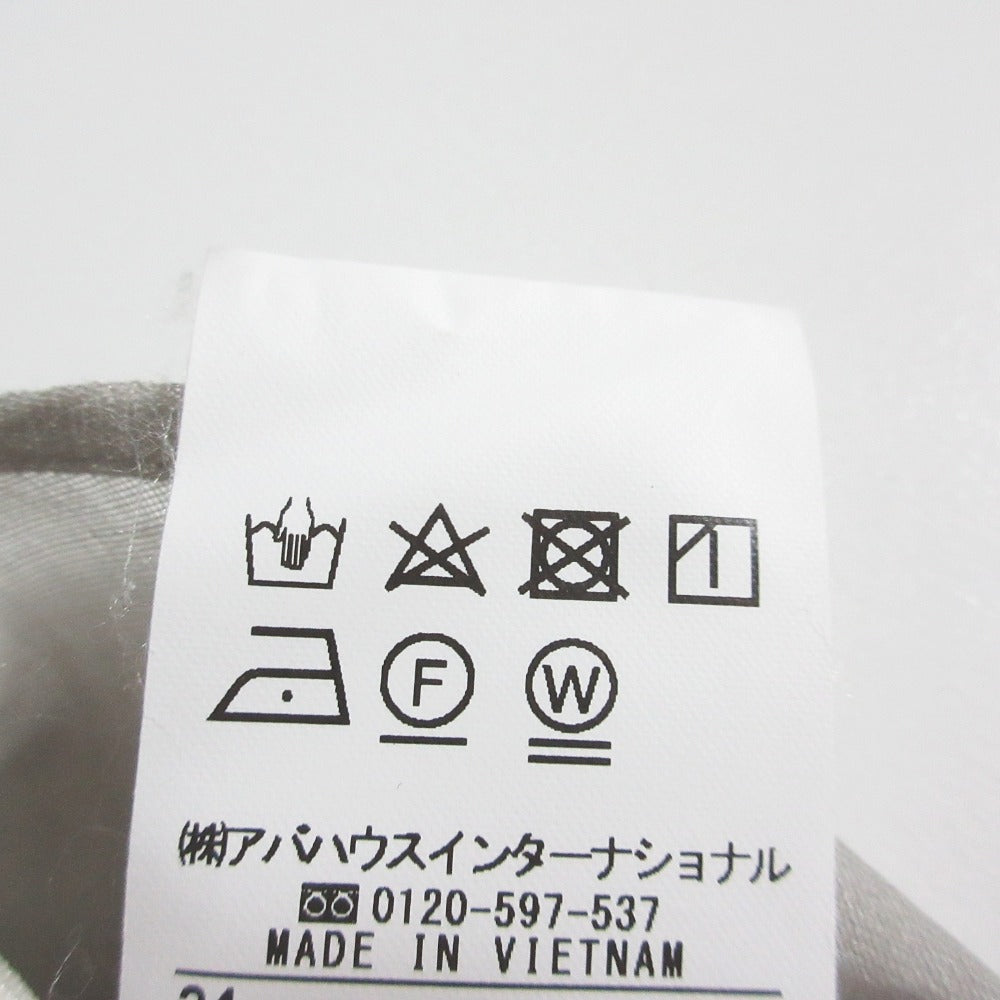 F W
(株)アバハウスインターナショナル
0120-597-537
MADE IN VIETNAM